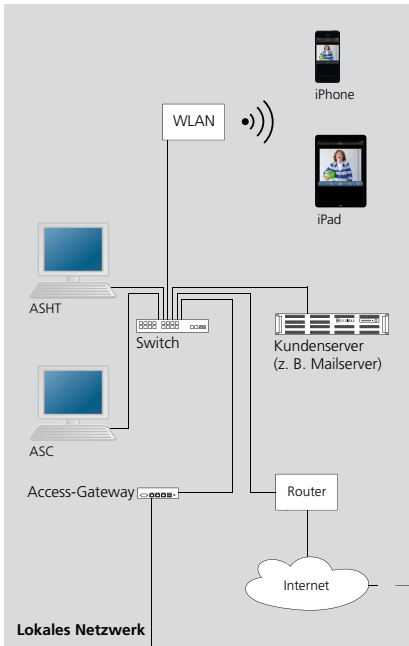 iPhone
WLAN
iPad
ASHT
Switch
Kundenserver
(z. B. Mailserver)
ASC
Access-Gateway
Router
Internet
Lokales Netzwerk